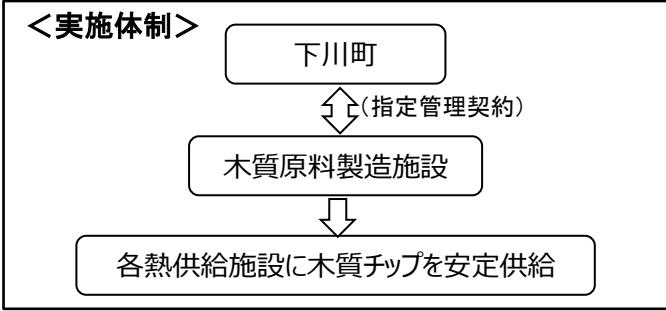 ＜実施体制＞
下川町
（指定管理契約）
木質原料製造施設
各熱供給施設に木質チップを安定供給